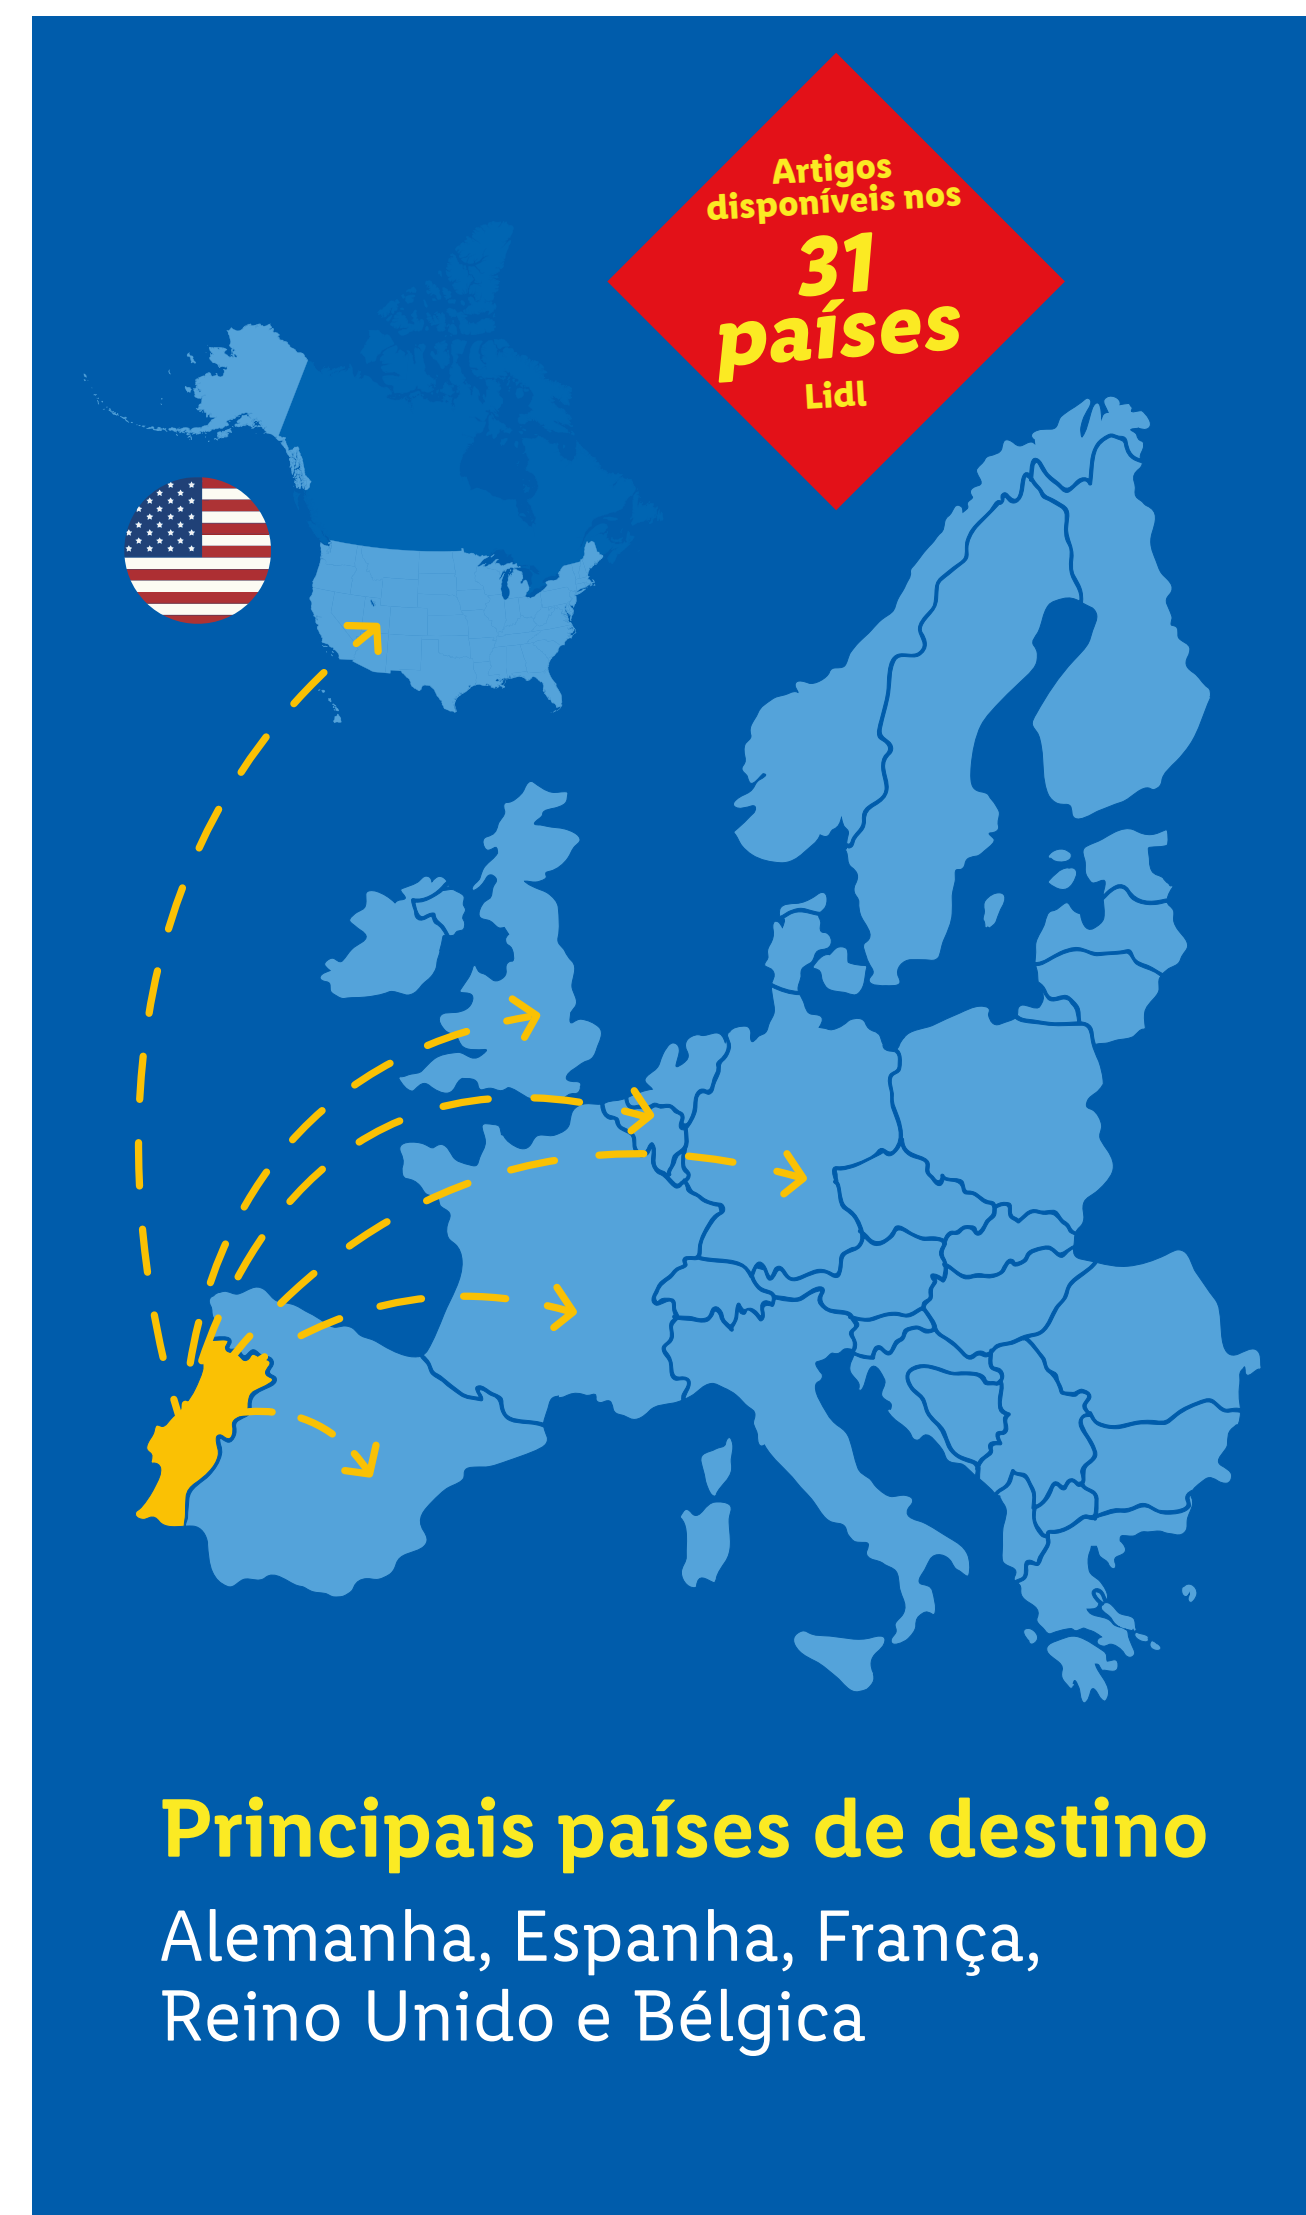 Artigos
disponíveis nos
31
países
Lidl
Principais países de destino
Alemanha, Espanha, França,
Reino Unido e Bélgica